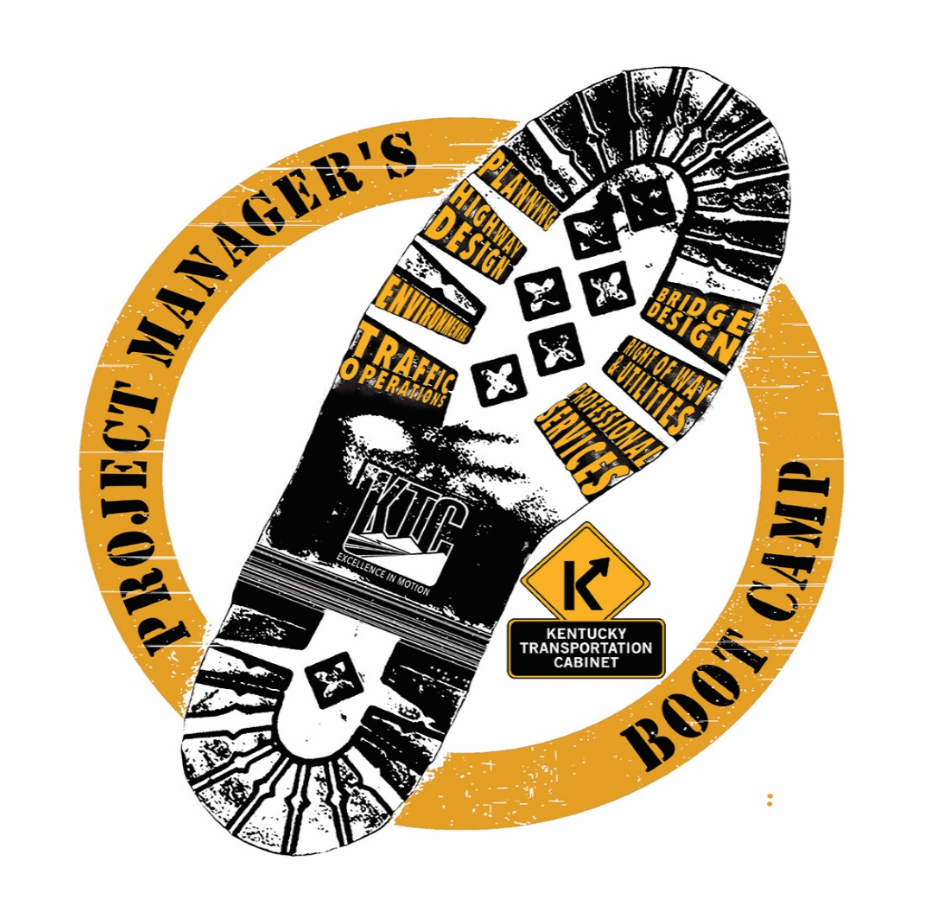 PROJECT MANAGER'S
BOOT CAMP
PLANNING
HIGHWAY
DESIGN
ENVIRONMENTAL
TRAFFIC
OPERATIONS
BRIDGE
DESIGN
RIGHT OF WAY
& UTILITIES
PROFESSIONAL
SERVICES
KTC
EXCELLENCE IN MOTION
K
KENTUCKY
TRANSPORTATION
CABINET